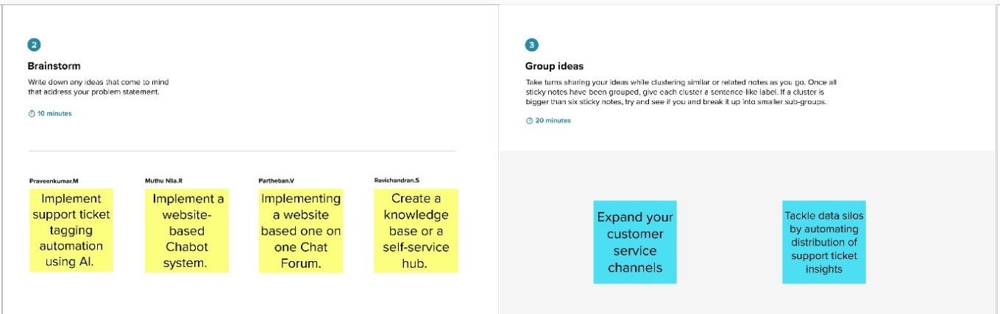 2
Brainstorm
Write down any ideas that come to mind
that address your problem statement.
10 minutes
Praveenkumar.M
Implement
support ticket
tagging
automation
using AI.
Muthu Nila.R
Implement a
website-
based
Chabot
system.
Partheban.V
Implementing
a website
based one on
one Chat
Forum.
Ravichandran.S
Create a
knowledge
base or a
self-service
hub.
3
Group ideas
Take turns sharing your ideas while clustering similar or related notes as you go. Once all
sticky notes have been grouped, give each cluster a sentence-like label. If a cluster is
bigger than six sticky notes, try and see if you and break it up into smaller sub-groups.
20 minutes
Expand your
customer
service
channels
Tackle data silos
by automating
distribution of
support ticket
insights